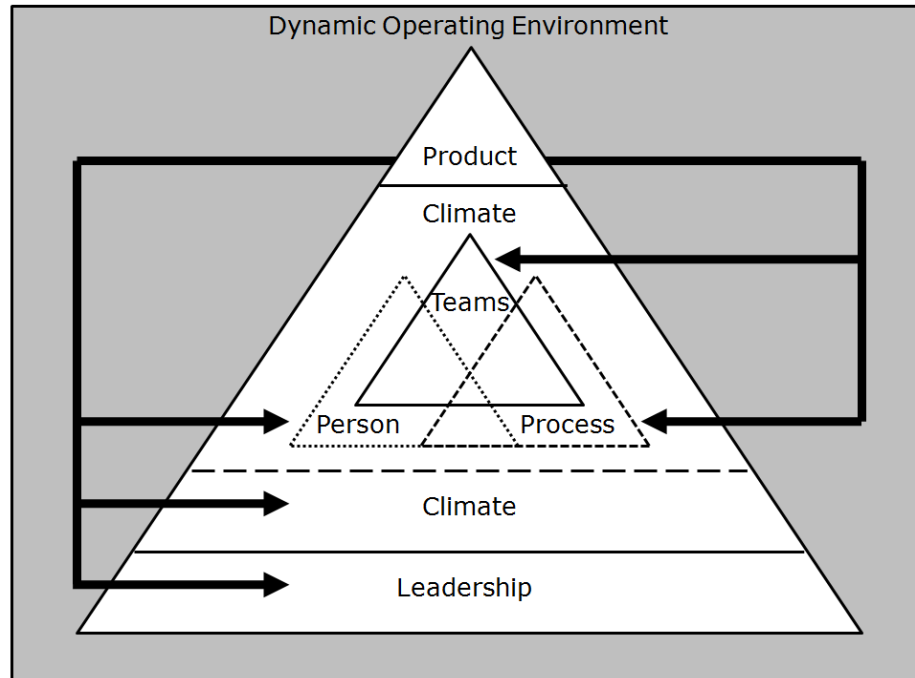 Dynamic Operating Environment
Product
Climate
Teams
Person
Process
Climate
Leadership